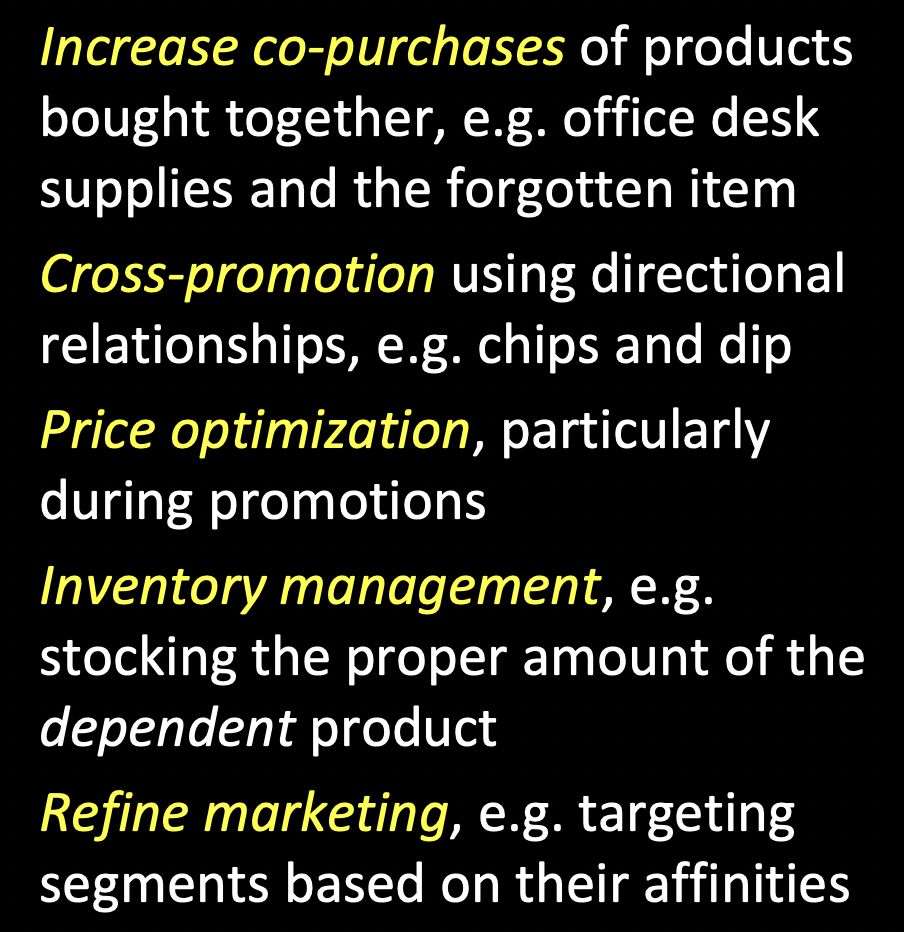 Increase co-purchases of products
bought together, e.g. office desk
supplies and the forgotten item
Cross-promotion using directional
relationships, e.g. chips and dip
Price optimization, particularly
during promotions
Inventory management, e.g.
stocking the proper amount of the
dependent product
Refine marketing, e.g. targeting
segments based on their affinities